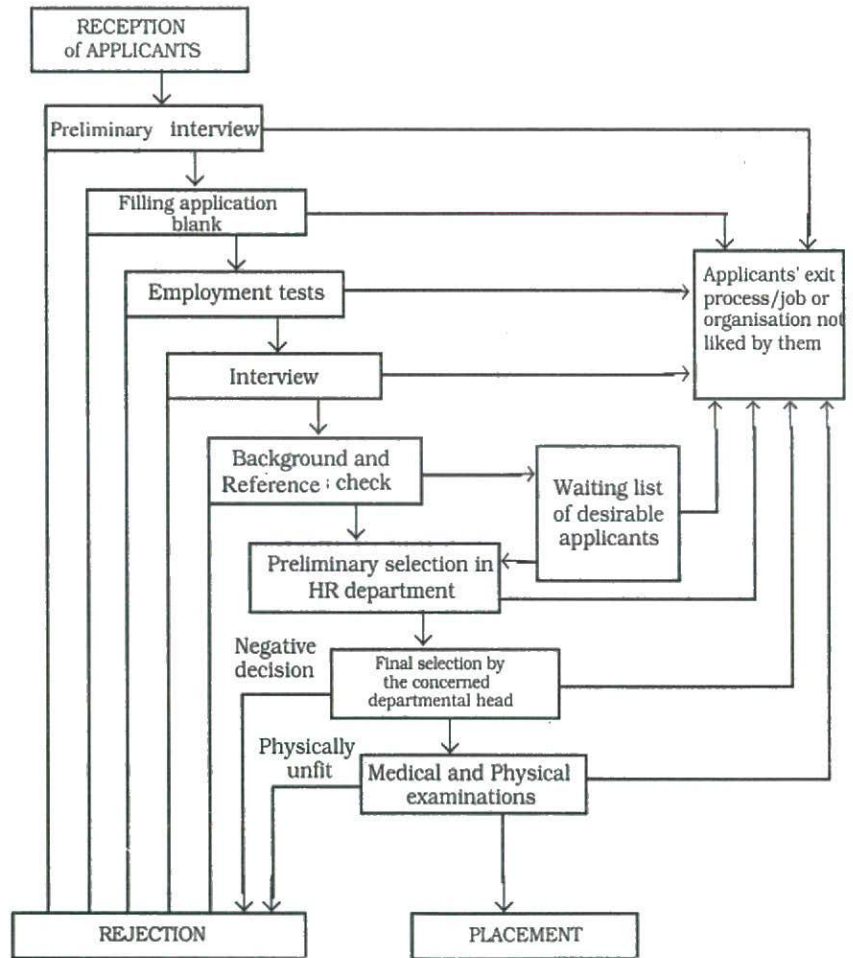 RECEPTION
of APPLICANTS
Preliminary interview
Filling application
blank
Employment tests
Interview
Applicants' exit
process/job or
organisation not
liked by them
Background and
Reference : check
Waiting list
of desirable
applicants
Preliminary selection in
HR department
Negative
decision
Final selection by
the concerned
departmental head
Physically
unfit
Medical and Physical
examinations
REJECTION
PLACEMENT